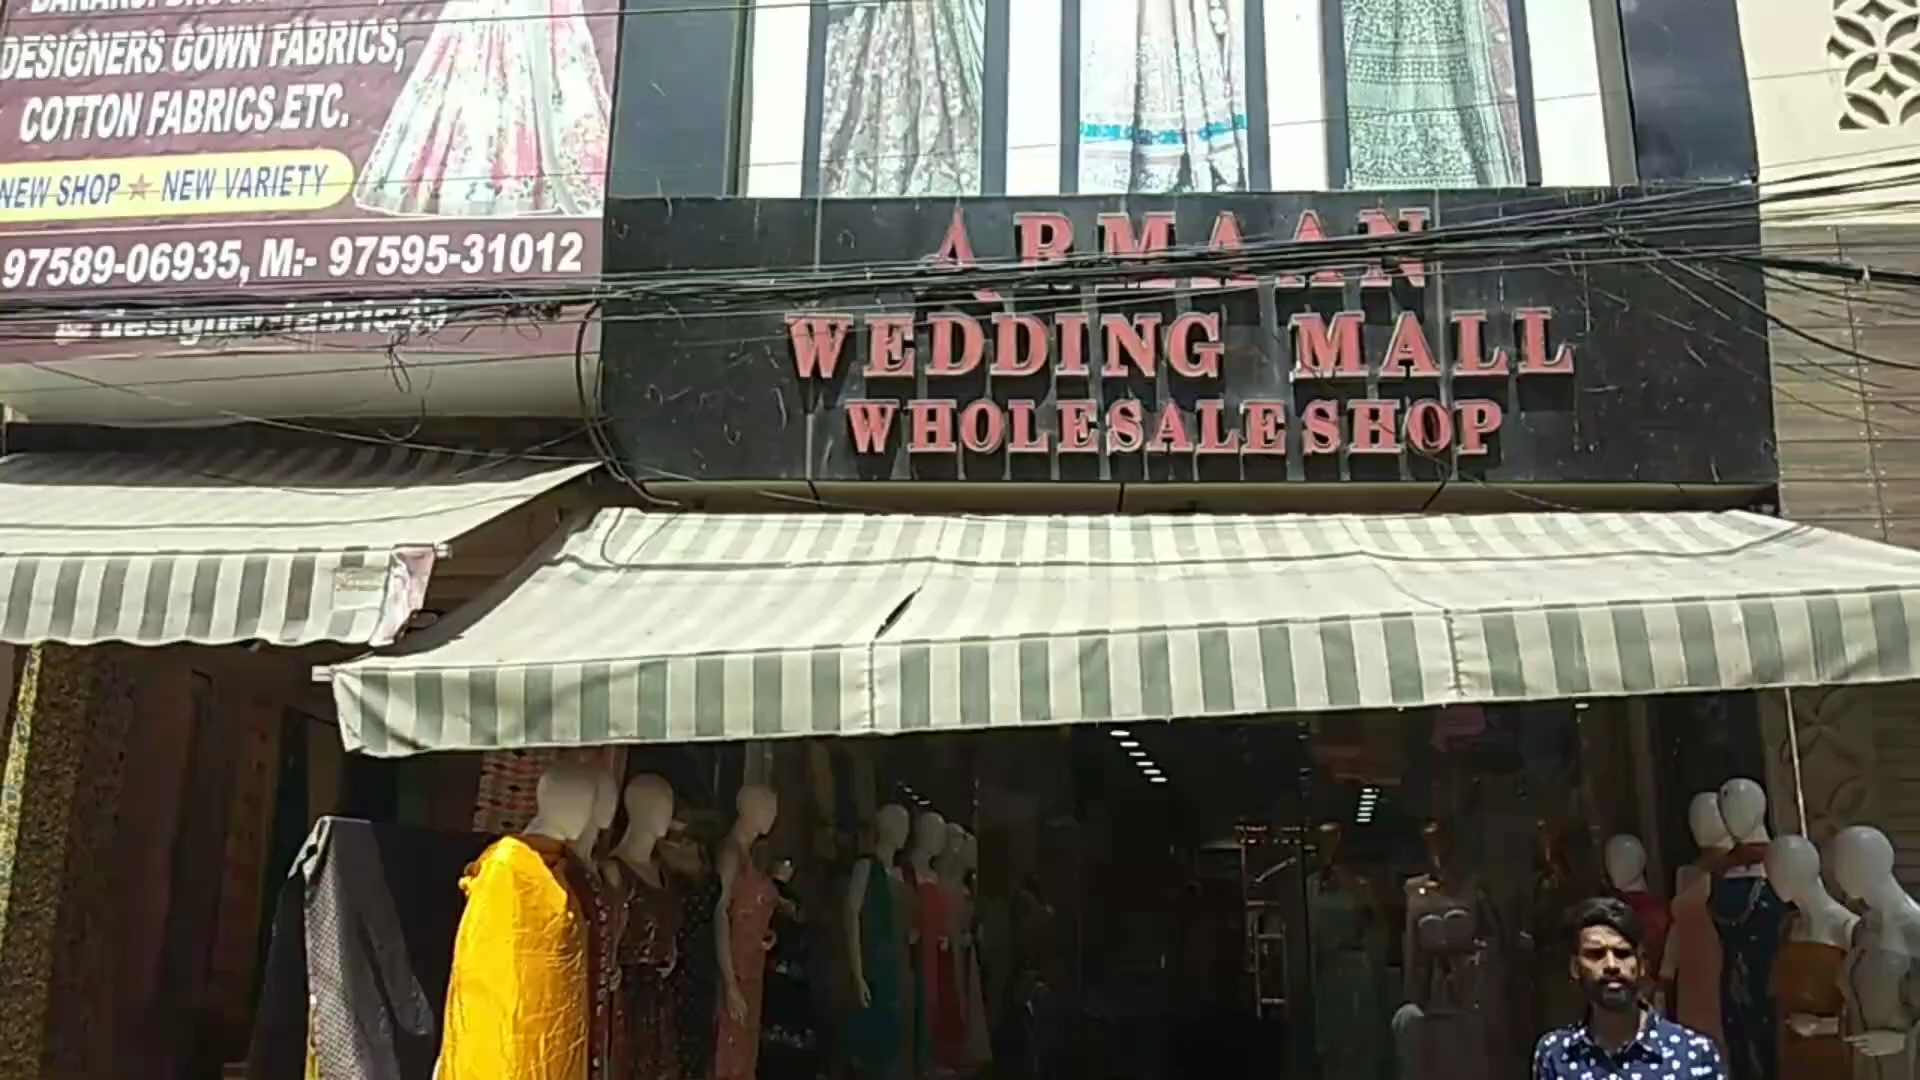 DESIGNERS GOWN FABRICS,
COTTON FABRICS ETC.
NEW SHOP ★ NEW VARIETY
97589-06935, M:- 97595-31012
ARMAAN
WEDDING MALL
WHOLESALE SHOP